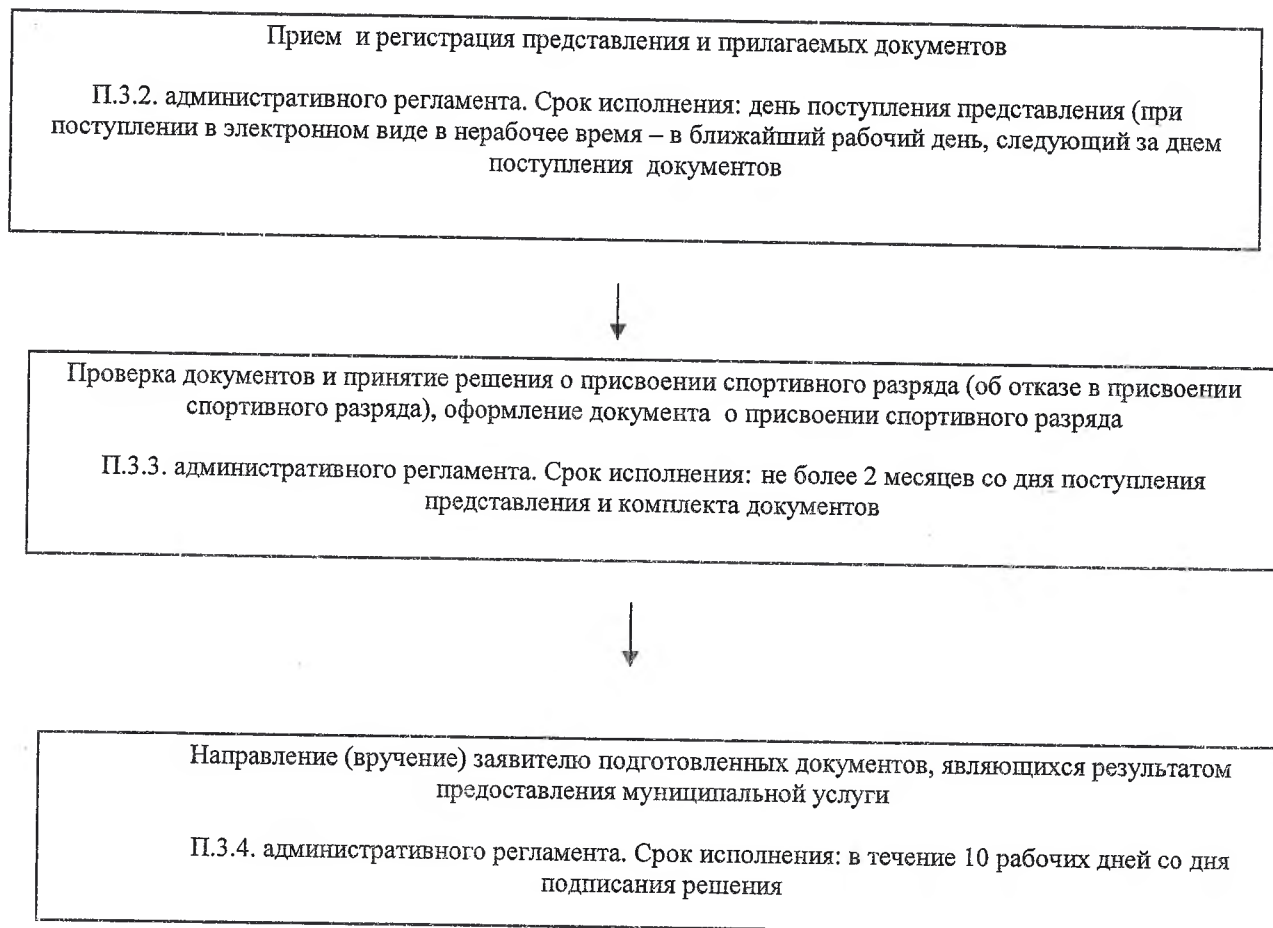 Прием и регистрация представления и прилагаемых документов
П.3.2. административного регламента. Срок исполнения: день поступления представления (при
поступлении в электронном виде в нерабочее время – в ближайший рабочий день, следующий за днем
поступления документов
Проверка документов и принятие решения о присвоении спортивного разряда (об отказе в присвоении
спортивного разряда), оформление документа о присвоении спортивного разряда
П.3.3. административного регламента. Срок исполнения: не более 2 месяцев со дня поступления
представления и комплекта документов
Направление (вручение) заявителю подготовленных документов, являющихся результатом
предоставления муниципальной услуги
П.3.4. административного регламента. Срок исполнения: в течение 10 рабочих дней со дня
подписания решения